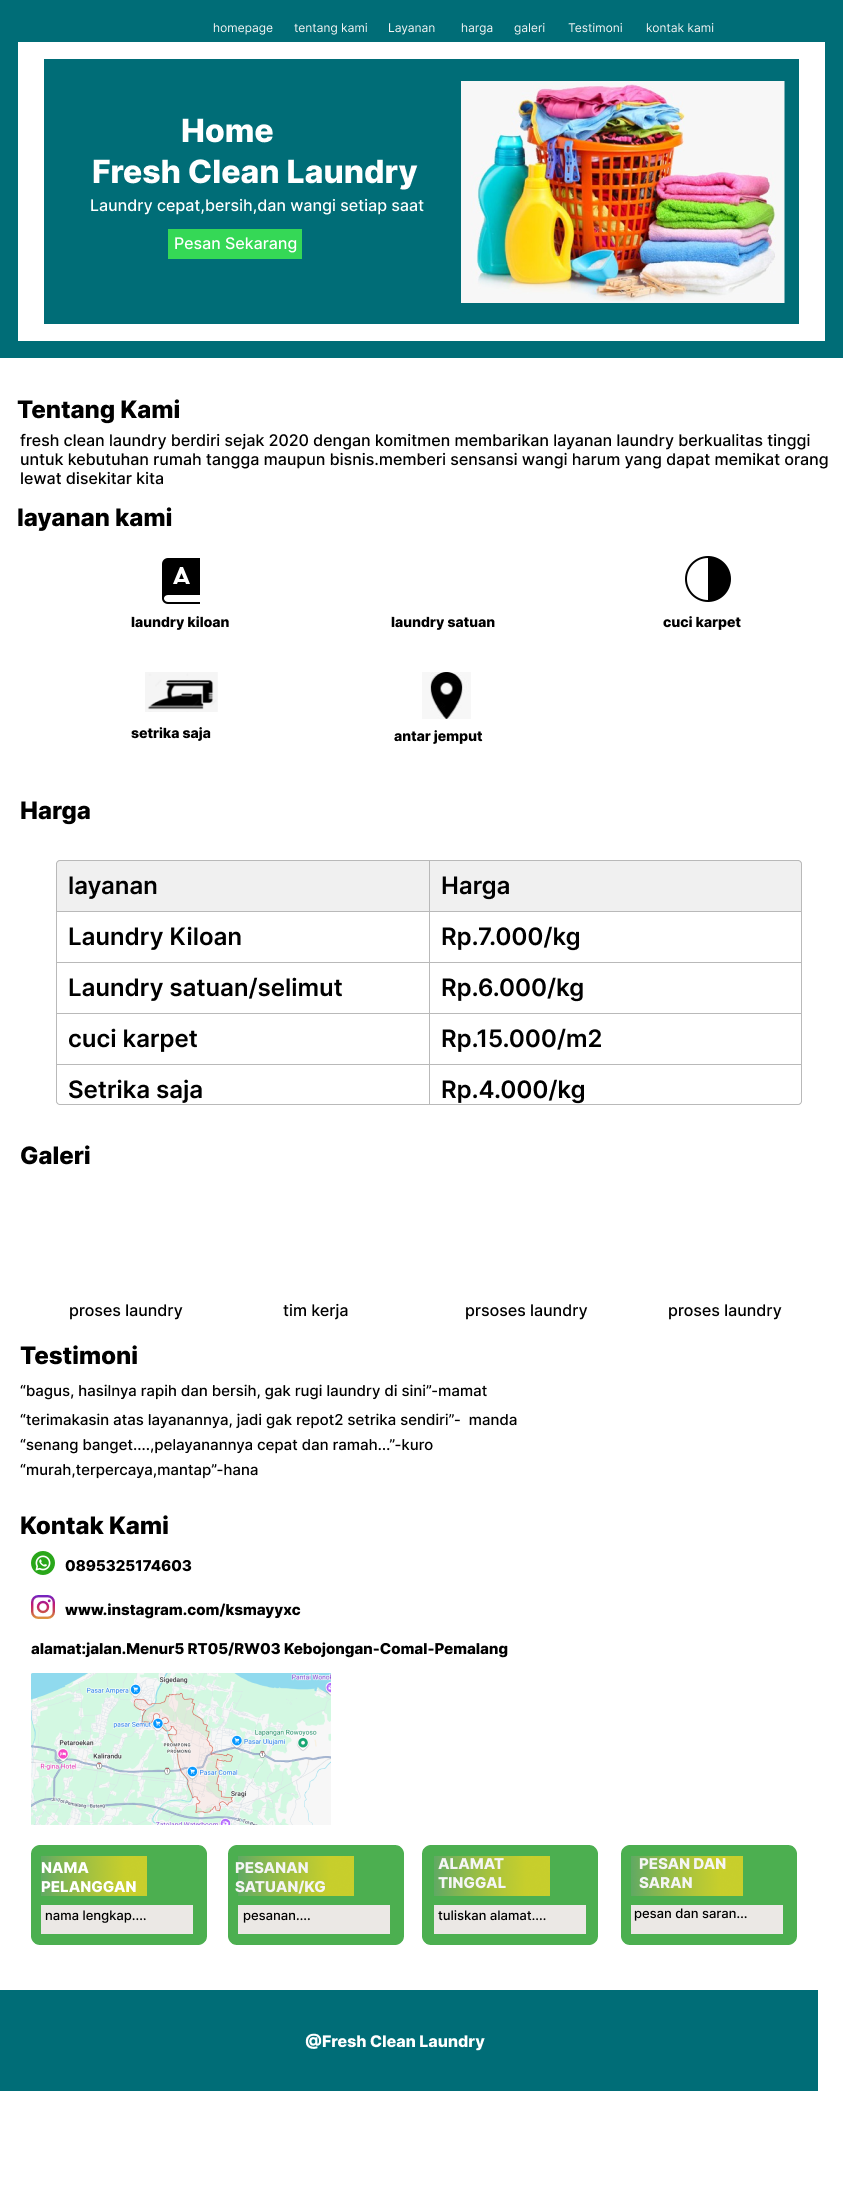 homepage tentang kami Layanan harga galeri Testimoni kontak kami
Home
Fresh Clean Laundry
Laundry cepat,bersih,dan wangi setiap saat
Pesan Sekarang
Tentang Kami
fresh clean laundry berdiri sejak 2020 dengan komitmen membarikan layanan laundry berkualitas tinggi
untuk kebutuhan rumah tangga maupun bisnis.memberi sensansi wangi harum yang dapat memikat orang
lewat disekitar kita
layanan kami
A
laundry kiloan laundry satuan cuci karpet
setrika saja antar jemput
Harga
layanan Harga
Laundry Kiloan Rp.7.000/kg
Laundry satuan/selimut Rp.6.000/kg
cuci karpet Rp.15.000/m2
Setrika saja Rp.4.000/kg
Galeri
proses laundry tim kerja prsoses laundry proses laundry
Testimoni
“bagus, hasilnya rapih dan bersih, gak rugi laundry di sini”-mamat
“terimakasin atas layanannya, jadi gak repot2 setrika sendiri”- manda
“senang banget....,pelayanannya cepat dan ramah...”-kuro
“murah,terpercaya,mantap”-hana
Kontak Kami
0895325174603
www.instagram.com/ksmayyxc
alamat:jalan.Menur5 RT05/RW03 Kebojongan-Comal-Pemalang
Sigedang
Pasar Ampera
pasar Semut
Lapangan Rowoyoso
Petaroekan
Pasar Ulujami
PROMPONG
PROMONG
Kalirandu
R-gina Hotel
Pasar Comal
Sragi
NAMA
PELANGGAN
nama lengkap....
PESANAN
SATUAN/KG
pesanan....
ALAMAT
TINGGAL
tuliskan alamat....
PESAN DAN
SARAN
pesan dan saran...
@Fresh Clean Laundry